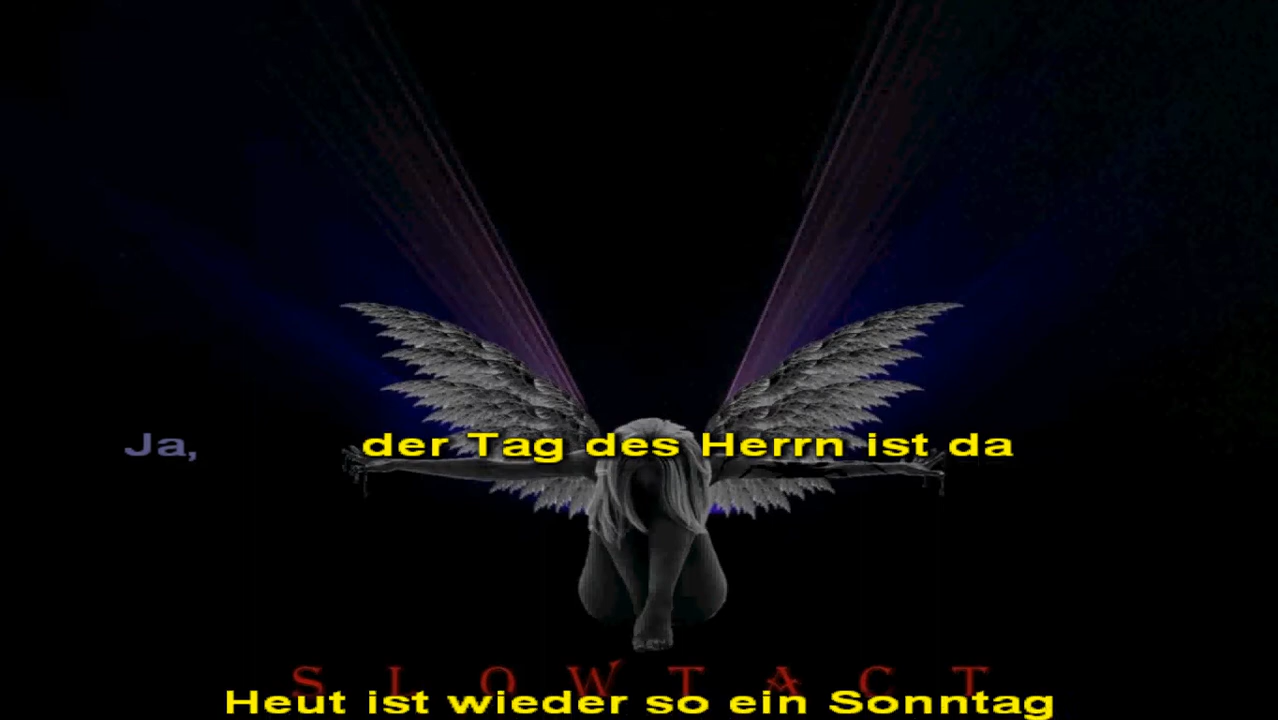 Ja, der Tag des Herrn ist da
SLOWTACT
Heut ist wieder so ein Sonntag